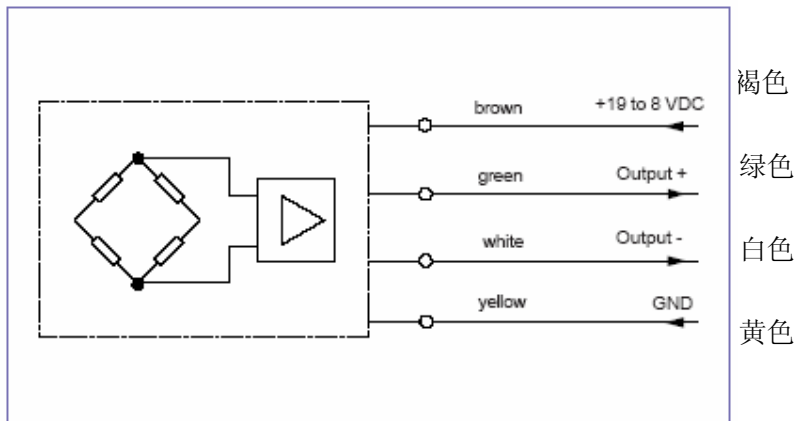 brown +19 to 8 VDC 褐色
green Output + 绿色
white Output - 白色
yellow GND 黄色